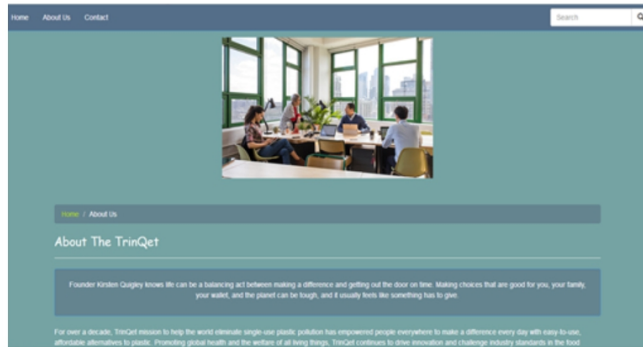 Home About Us Contact Search
Home / About Us
About The TrinQet
Founder Kirsten Quigley knows life can be a balancing act between making a difference and getting out the door on time. Making choices that are good for you, your family,
your wallet, and the planet can be tough, and it usually feels like something has to give.
For over a decade, TrinQet mission to help the world eliminate single-use plastic pollution has empowered people everywhere to make a difference every day with easy-to-use,
affordable alternatives to plastic. Promoting global health and the welfare of all living things, TrinQet continues to drive innovation and challenge industry standards in the food